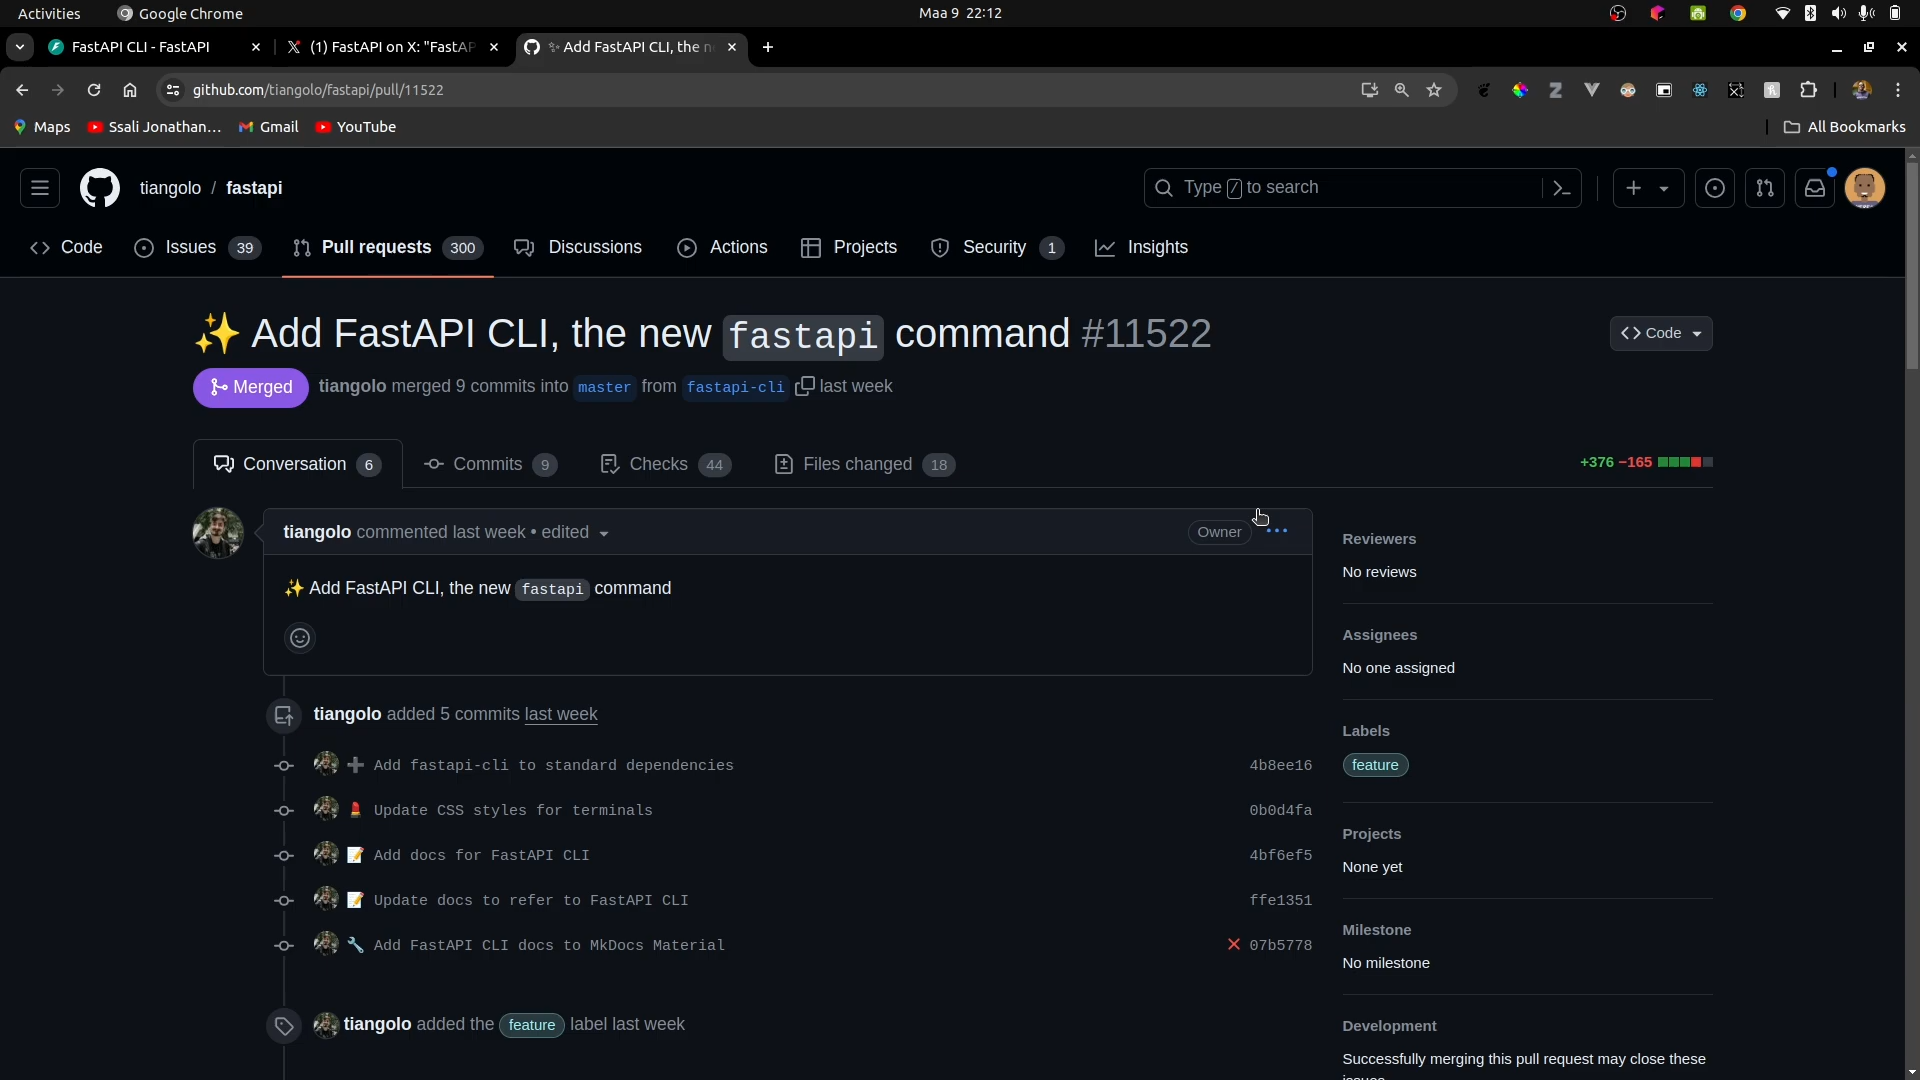 Activities Google Chrome Maa 9 22:12
FastAPI CLI - FastAPI (1) FastAPI on X: "FastAP Add FastAPI CLI, the n
github.com/tiangolo/fastapi/pull/11522
Maps Ssali Jonathan... Gmail YouTube All Bookmarks
tiangolo / fastapi Type / to search
Code Issues 39 Pull requests 300 Discussions Actions Projects Security 1 Insights
✨ Add FastAPI CLI, the new fastapi command #11522
Code
Merged tiangolo merged 9 commits into master from fastapi-cli last week
Conversation 6 Commits 9 Checks 44 Files changed 18 +376 −165
tiangolo commented last week • edited Owner ...
✨ Add FastAPI CLI, the new fastapi command
tiangolo added 5 commits last week
➕ Add fastapi-cli to standard dependencies 4b8ee16
💄 Update CSS styles for terminals 0b0d4fa
📝 Add docs for FastAPI CLI 4bf6ef5
📝 Update docs to refer to FastAPI CLI ffe1351
🔧 Add FastAPI CLI docs to MkDocs Material 07b5778
tiangolo added the feature label last week
Reviewers
No reviews
Assignees
No one assigned
Labels
feature
Projects
None yet
Milestone
No milestone
Development
Successfully merging this pull request may close these